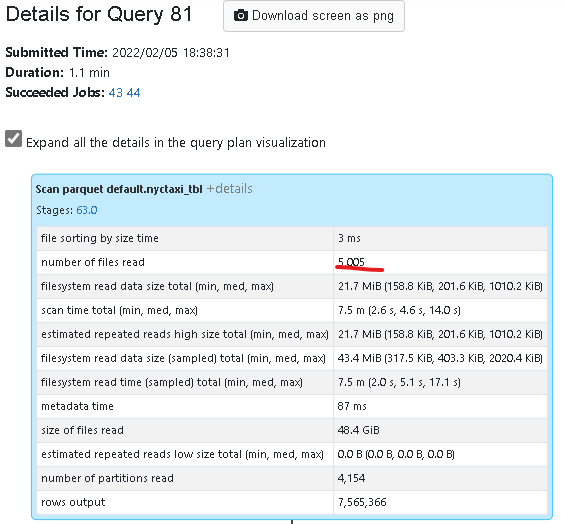 Details for Query 81
Download screen as png
Submitted Time: 2022/02/05 18:38:31
Duration: 1.1 min
Succeeded Jobs: 43 44
Expand all the details in the query plan visualization
Scan parquet default.nyctaxi_tbl +details
Stages: 63.0
file sorting by size time 3 ms
number of files read 5,005
filesystem read data size total (min, med, max) 21.7 MiB (158.8 KiB, 201.6 KiB, 1010.2 KiB)
scan time total (min, med, max) 7.5 m (2.6 s, 4.6 s, 14.0 s)
estimated repeated reads high size total (min, med, max) 21.7 MiB (158.8 KiB, 201.6 KiB, 1010.2 KiB)
filesystem read data size (sampled) total (min, med, max) 43.4 MiB (317.5 KiB, 403.3 KiB, 2020.4 KiB)
filesystem read time (sampled) total (min, med, max) 7.5 m (2.0 s, 5.1 s, 17.1 s)
metadata time 87 ms
size of files read 48.4 GiB
estimated repeated reads low size total (min, med, max) 0.0 B (0.0 B, 0.0 B, 0.0 B)
number of partitions read 4,154
rows output 7,565,366